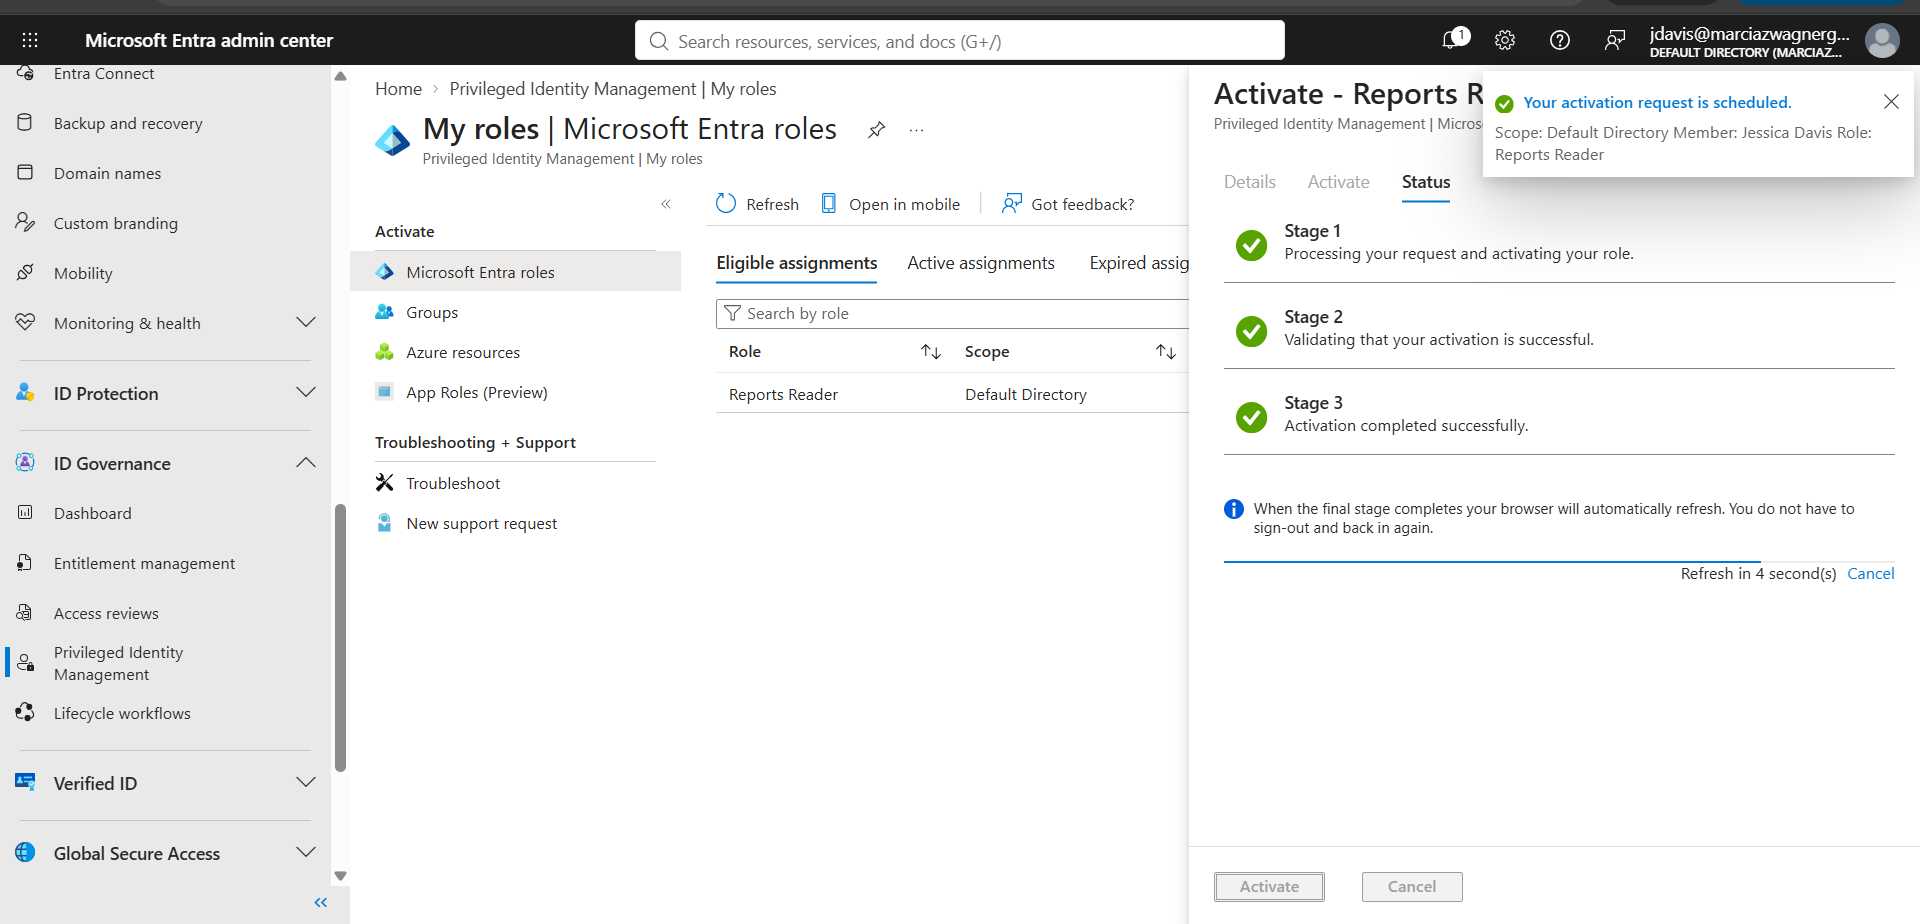 Microsoft Entra admin center
Search resources, services, and docs (G+/)
1
jdavis@marciazwagnerg...
DEFAULT DIRECTORY (MARCIAZ...
Entra Connect
Backup and recovery
Domain names
Custom branding
Mobility
Monitoring & health
ID Protection
ID Governance
Dashboard
Entitlement management
Access reviews
Privileged Identity
Management
Lifecycle workflows
Verified ID
Global Secure Access
Home > Privileged Identity Management | My roles
My roles | Microsoft Entra roles
Privileged Identity Management | My roles
Activate
Microsoft Entra roles
Groups
Azure resources
App Roles (Preview)
Troubleshooting + Support
Troubleshoot
New support request
Refresh
Open in mobile
Got feedback?
Eligible assignments
Active assignments
Expired assig
Search by role
Role
Scope
Reports Reader
Default Directory
Activate - Reports R
Privileged Identity Management | Micros
Your activation request is scheduled.
Scope: Default Directory Member: Jessica Davis Role:
Reports Reader
Details
Activate
Status
Stage 1
Processing your request and activating your role.
Stage 2
Validating that your activation is successful.
Stage 3
Activation completed successfully.
When the final stage completes your browser will automatically refresh. You do not have to
sign-out and back in again.
Refresh in 4 second(s) Cancel
Activate
Cancel